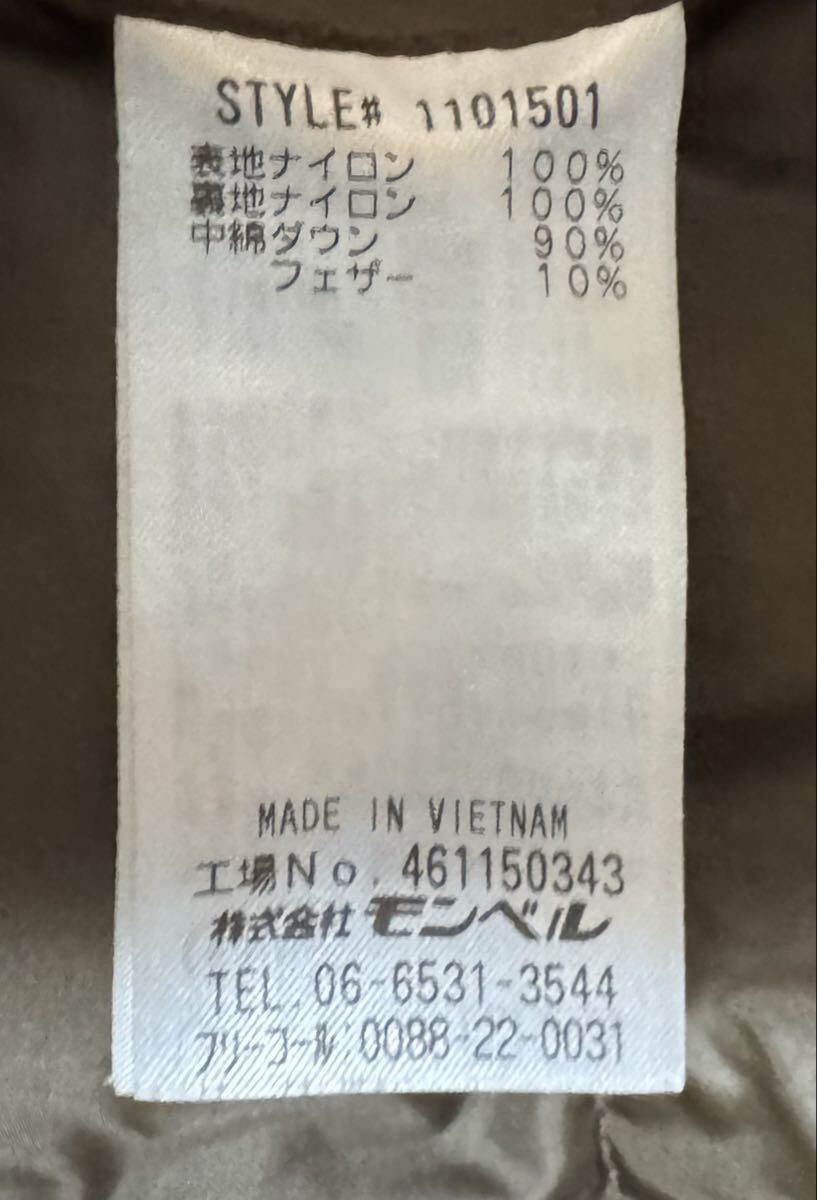 STYLE# 1101501
表地ナイロン 100%
裏地ナイロン 100%
中綿ダウン 90%
フェザー 10%
MADE IN VIETNAM
工場No. 461150343
株式会社 モンベル
TEL. 06-6531-3544
フリーコール:0088-22-0031